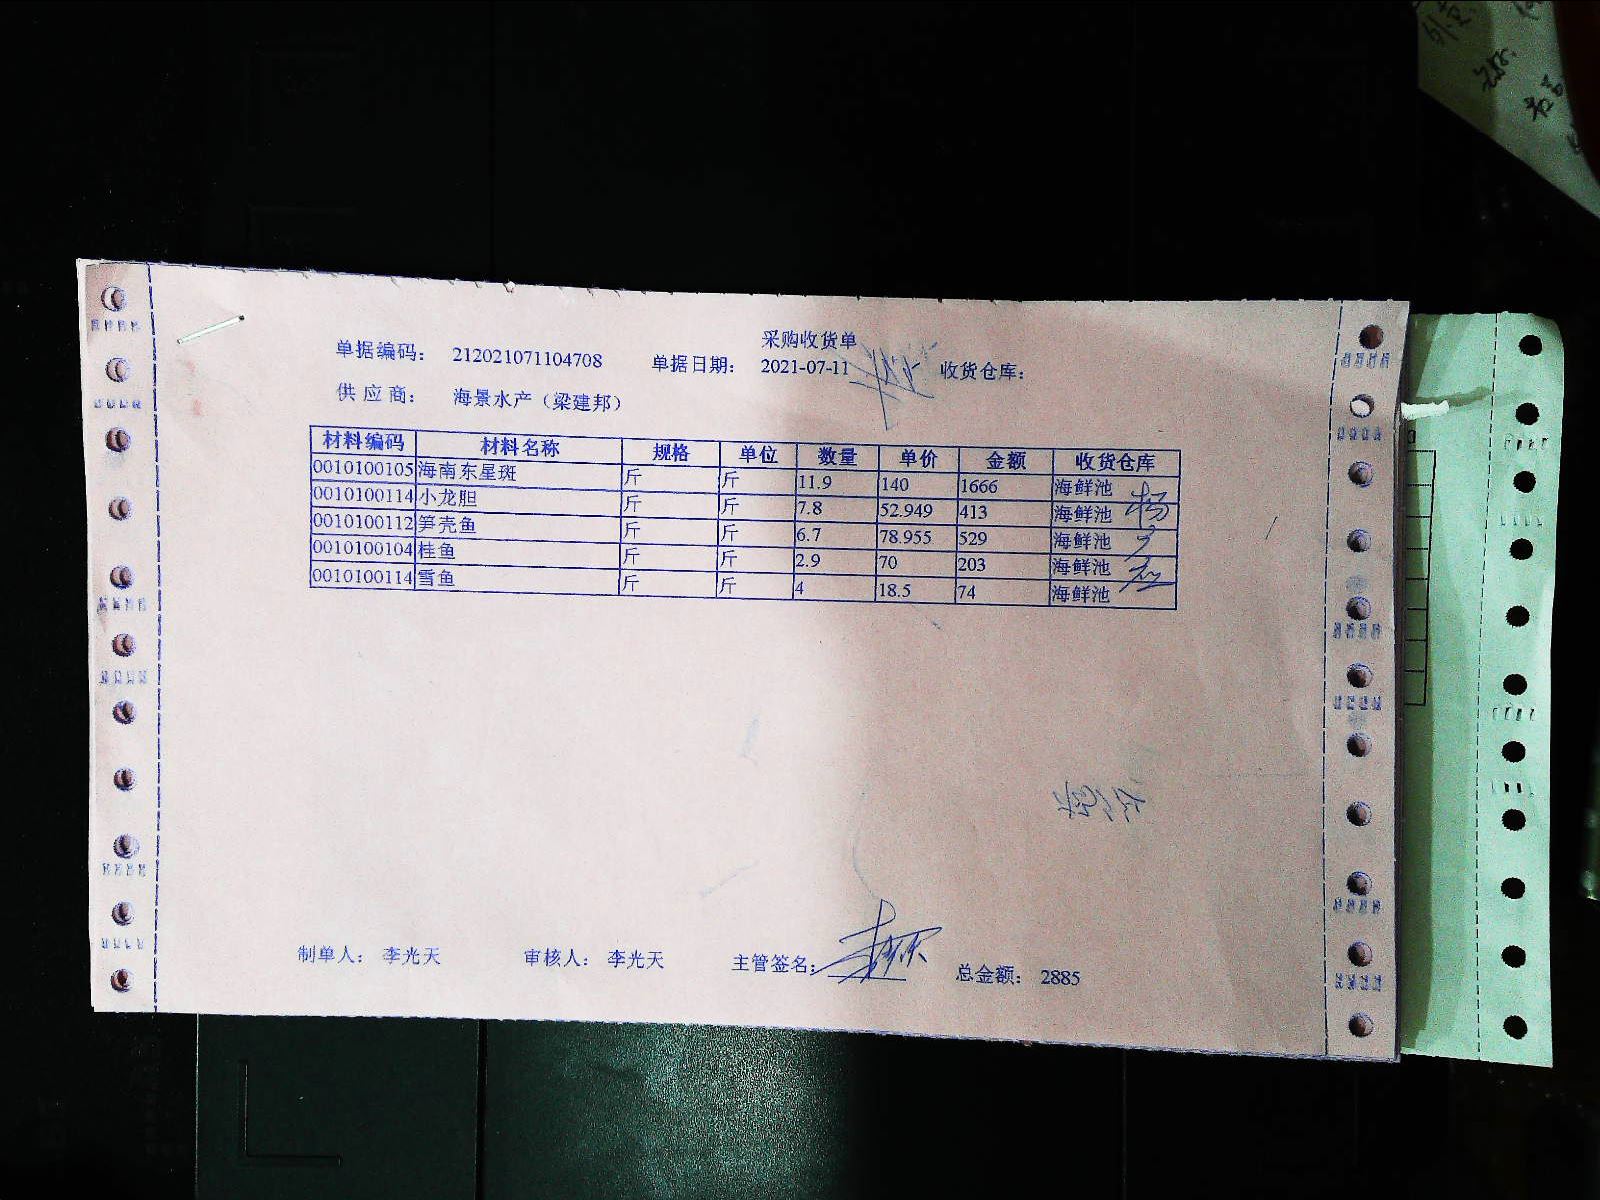 采购收货单
单据编码： 212021071104708 单据日期： 2021-07-11 收货仓库：
供应商： 海景水产（梁建邦）
材料编码 材料名称 规格 单位 数量 单价 金额 收货仓库
0010100105 海南东星斑 斤 斤 11.9 140 1666 海鲜池
0010100114 小龙胆 斤 斤 7.8 52.949 413 海鲜池
0010100112 笋壳鱼 斤 斤 6.7 78.955 529 海鲜池
0010100104 桂鱼 斤 斤 2.9 70 203 海鲜池
0010100114 雪鱼 斤 斤 4 18.5 74 海鲜池
制单人： 李光天 审核人： 李光天 主管签名： 总金额： 2885